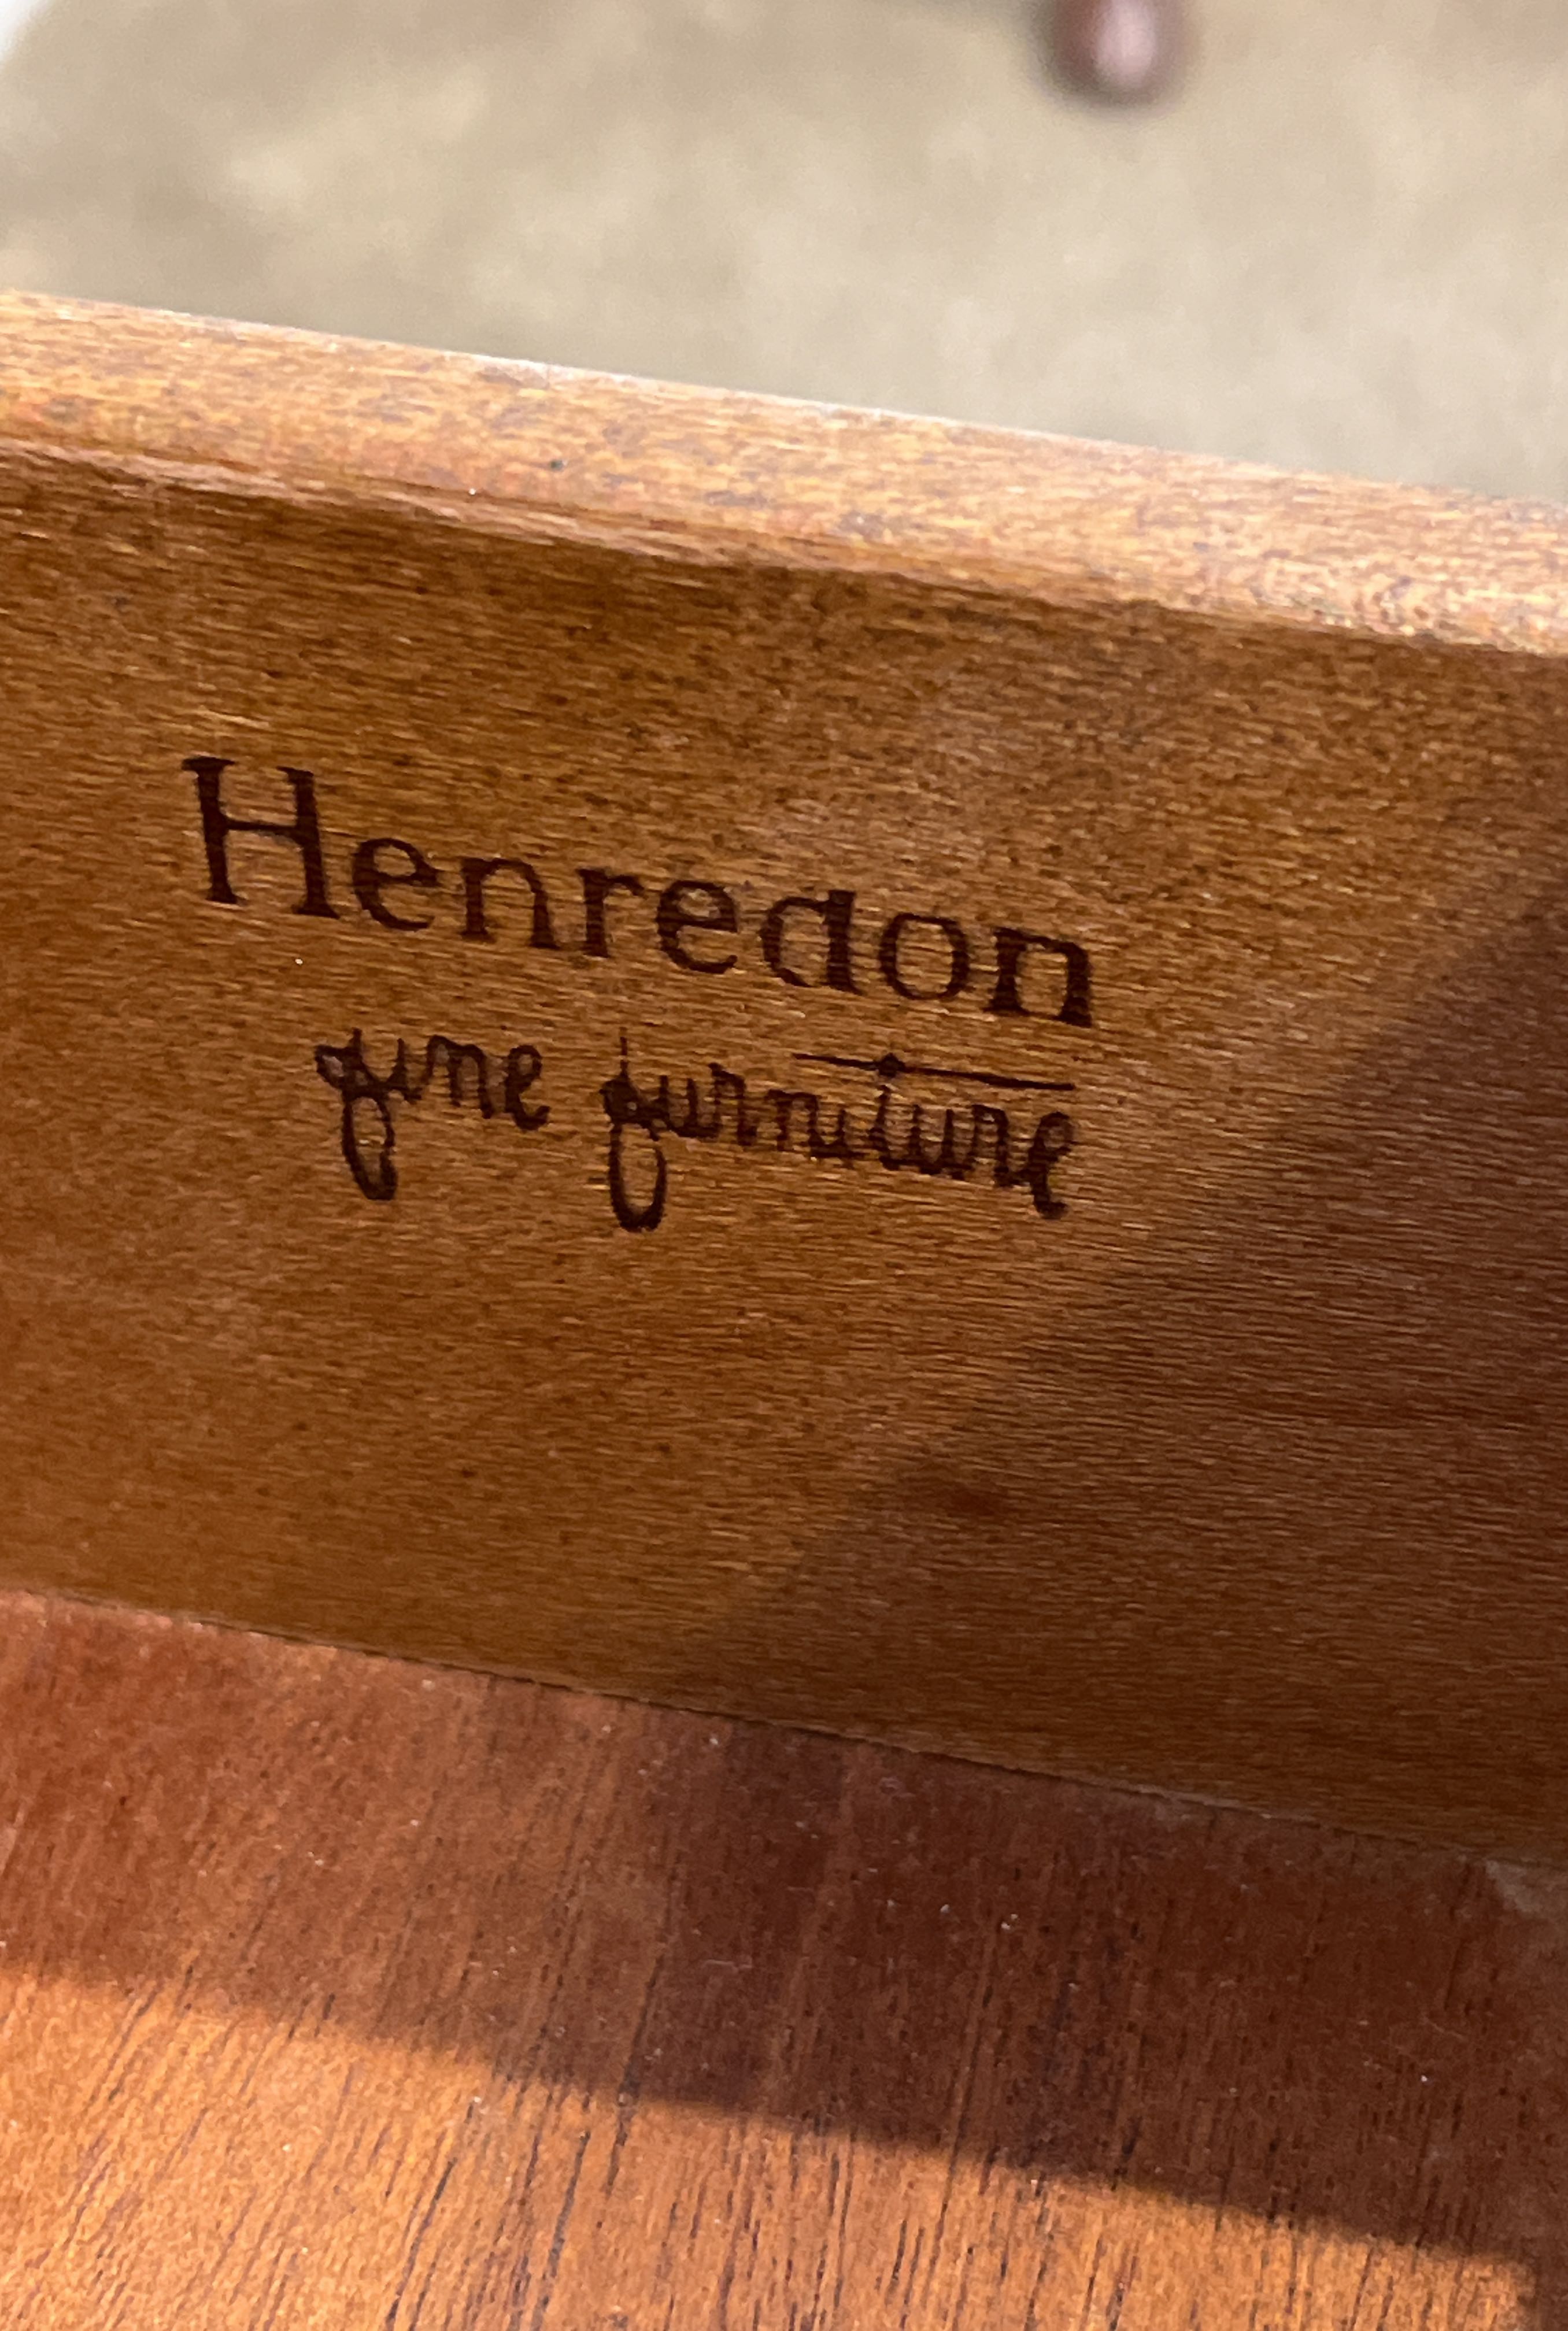 Henredon
fine furniture